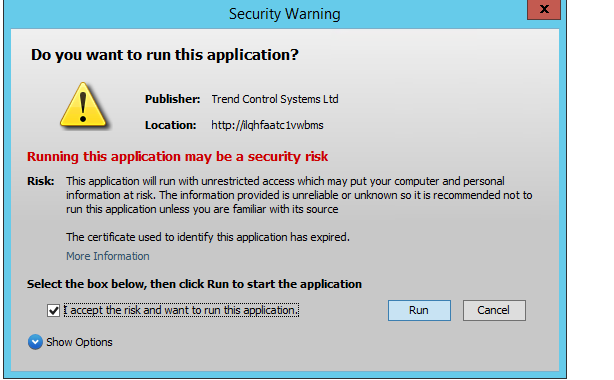 Security Warning
x
Do you want to run this application?
Publisher: Trend Control Systems Ltd
Location: http://ilqhfaatc1vwbms
Running this application may be a security risk
Risk: This application will run with unrestricted access which may put your computer and personal
information at risk. The information provided is unreliable or unknown so it is recommended not to
run this application unless you are familiar with its source
The certificate used to identify this application has expired.
More Information
Select the box below, then click Run to start the application
I accept the risk and want to run this application.
Run
Cancel
Show Options